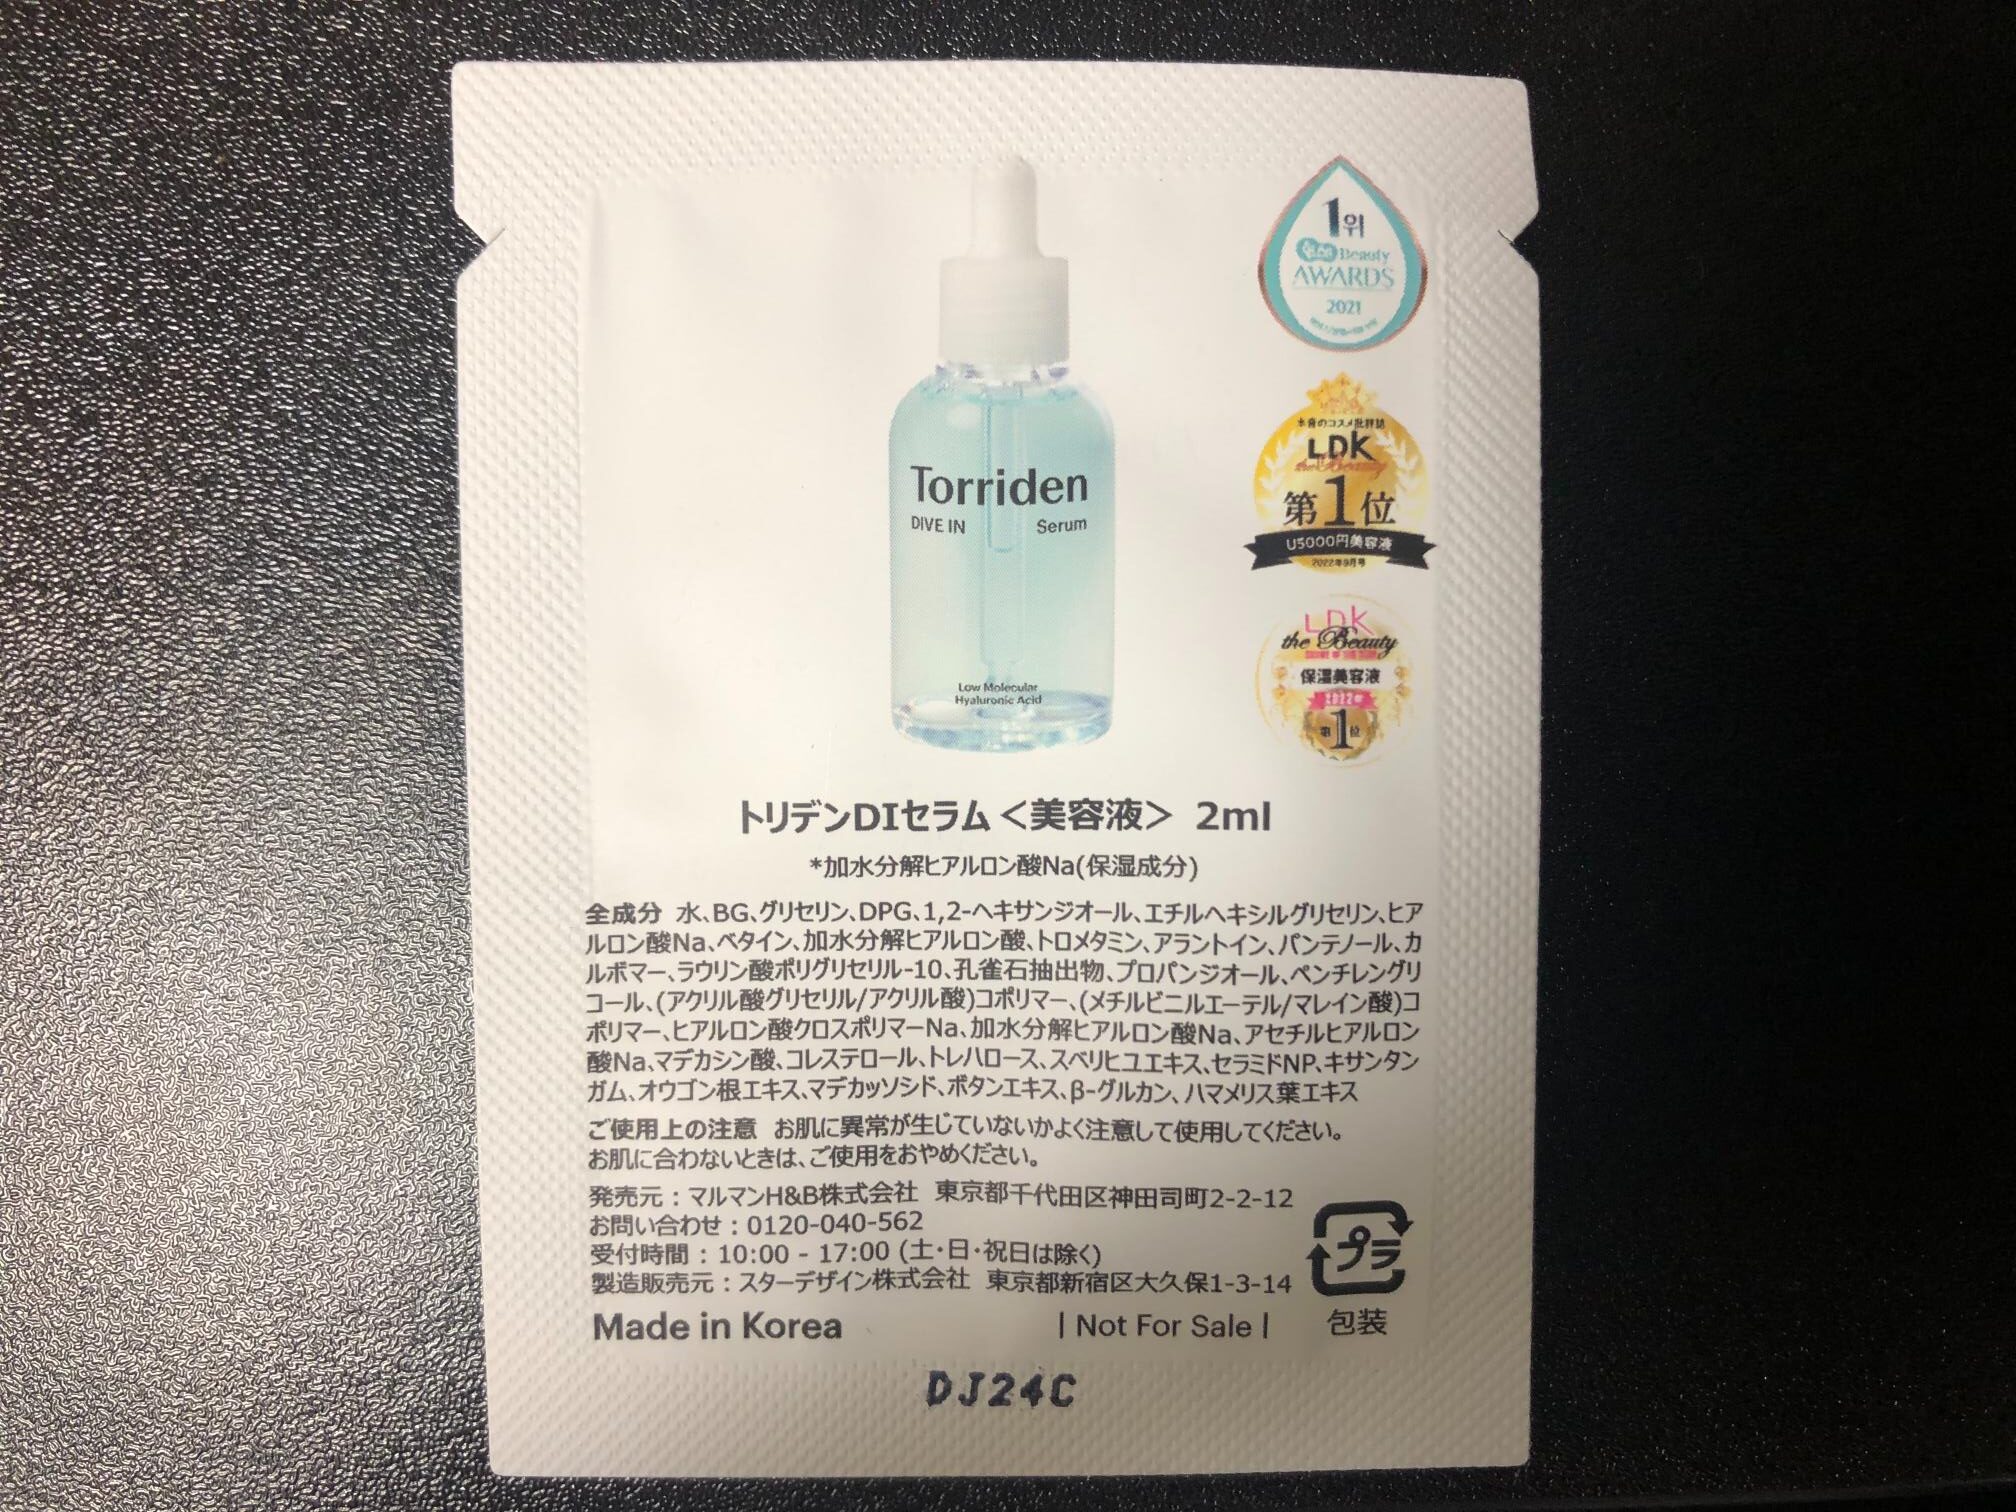 1위
Beauty
AWARDS
2021
Torriden
DIVE IN Serum
Low Molecular
Hyaluronic Acid
本音のコスメ批評誌
LDK
the Beauty
第1位
U5000円美容液
2022年9月号
LDK
the Beauty
保湿美容液
2022年
第1位
トリデンDIセラム＜美容液＞ 2ml
*加水分解ヒアルロン酸Na(保湿成分)
全成分 水、BG、グリセリン、DPG、1,2-ヘキサンジオール、エチルヘキシルグリセリン、ヒア
ルロン酸Na、ベタイン、加水分解ヒアルロン酸、トロメタミン、アラントイン、パンテノール、カ
ルボマー、ラウリン酸ポリグリセリル-10、孔雀石抽出物、プロパンジオール、ペンチレングリ
コール、(アクリル酸グリセリル/アクリル酸)コポリマー、(メチルビニルエーテル/マレイン酸)コ
ポリマー、ヒアルロン酸クロスポリマーNa、加水分解ヒアルロン酸Na、アセチルヒアルロン
酸Na、マデカシン酸、コレステロール、トレハロース、スベリヒユエキス、セラミドNP、キサンタン
ガム、オウゴン根エキス、マデカッソシド、ボタンエキス、β-グルカン、ハマメリス葉エキス
ご使用上の注意 お肌に異常が生じていないかよく注意して使用してください。
お肌に合わないときは、ご使用をおやめください。
発売元：マルマンH&B株式会社 東京都千代田区神田司町2-2-12
お問い合わせ：0120-040-562
受付時間：10:00 - 17:00 (土・日・祝日は除く)
製造販売元：スターデザイン株式会社 東京都新宿区大久保1-3-14
プラ
包装
Made in Korea | Not For Sale |
DJ24C